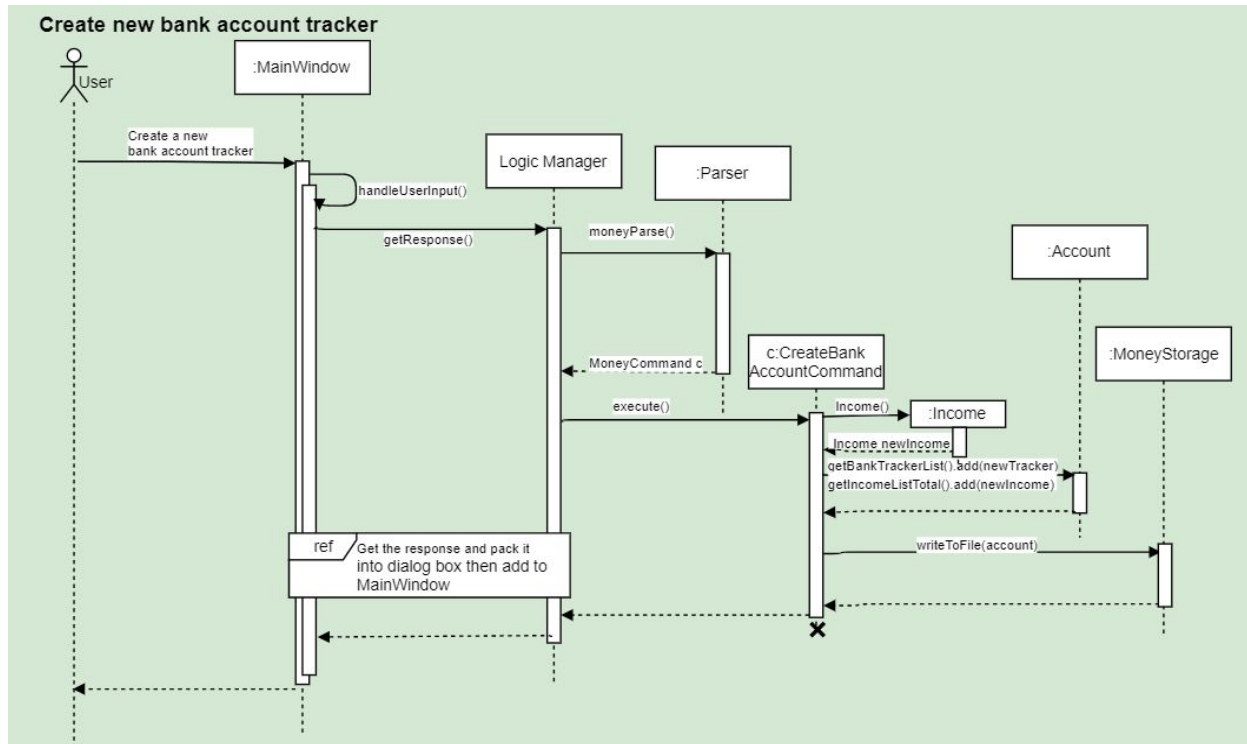 Create new bank account tracker
User
:MainWindow
Create a new
bank account tracker
Logic Manager
:Parser
handleUserInput()
getResponse()
moneyParse()
:Account
:MoneyStorage
c:CreateBank
AccountCommand
MoneyCommand c
execute()
Income()
:Income
Income newIncome
getBankTrackerList().add(newTracker)
getIncomeListTotal().add(newIncome)
writeToFile(account)
ref
Get the response and pack it
into dialog box then add to
MainWindow